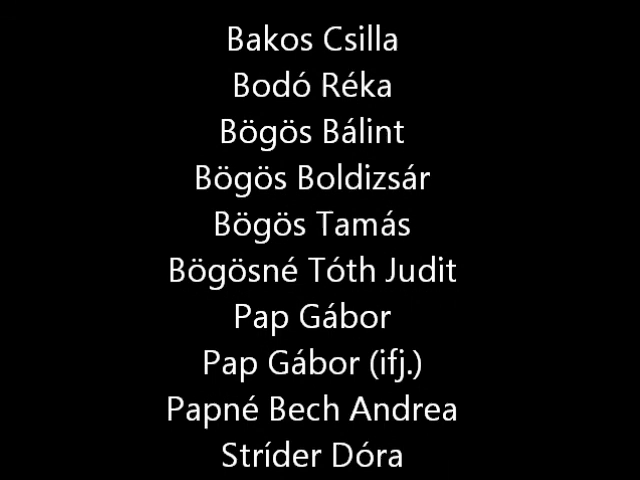 Bakos Csilla
Bodó Réka
Bögös Bálint
Bögös Boldizsár
Bögös Tamás
Bögösné Tóth Judit
Pap Gábor
Pap Gábor (ifj.)
Papné Bech Andrea
Stríder Dóra